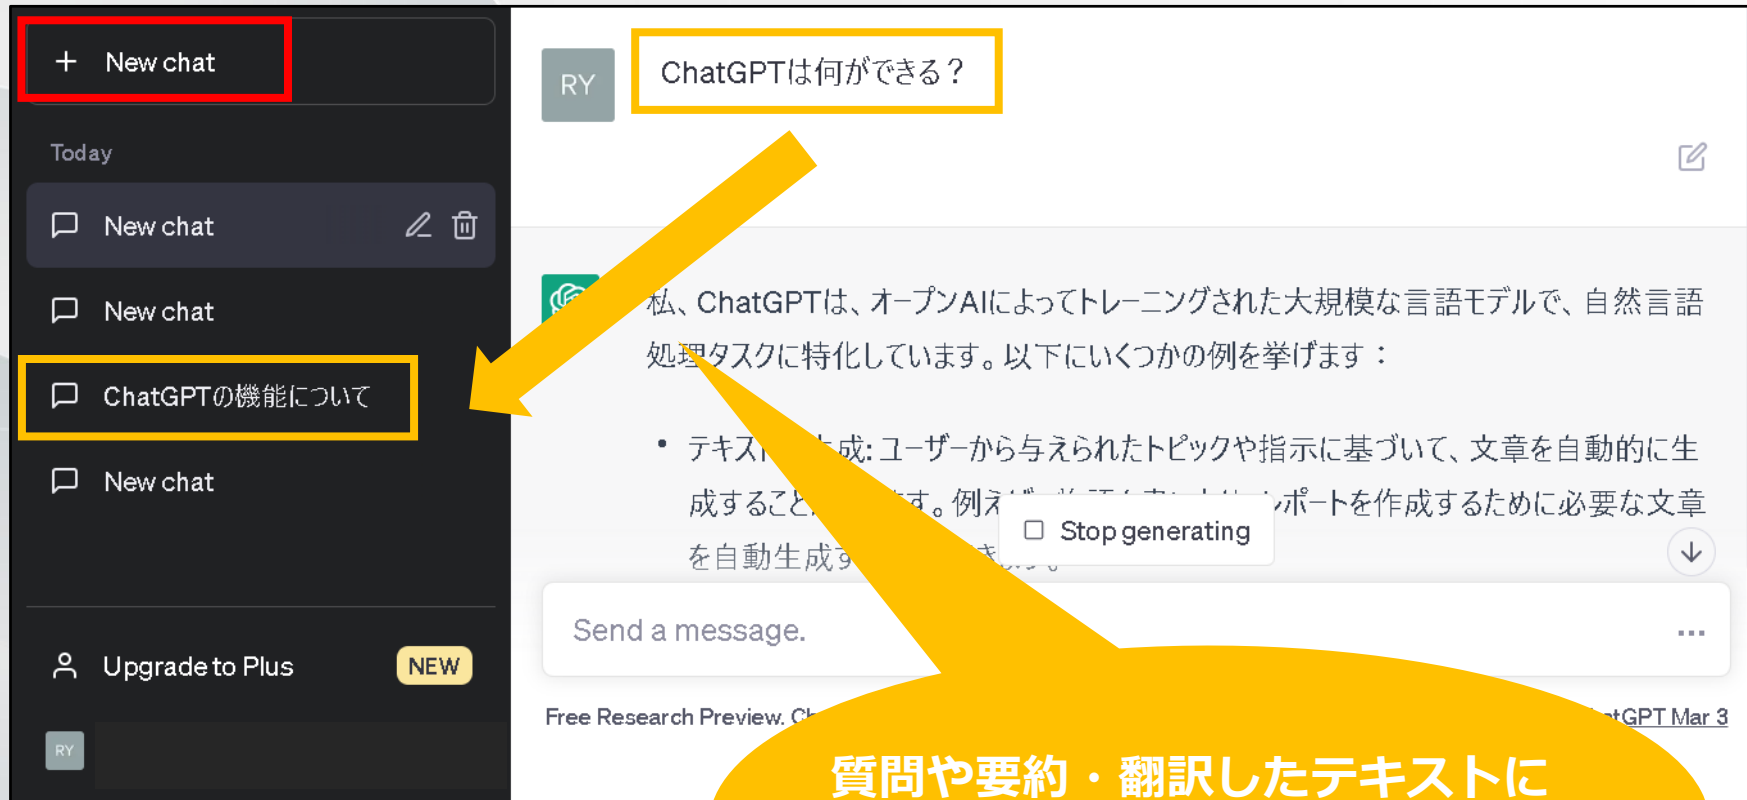 New chat
Today
New chat
New chat
ChatGPTの機能について
New chat
Upgrade to Plus
NEW
RY
RY
ChatGPTは何ができる？
私、ChatGPTは、オープンAIによってトレーニングされた大規模な言語モデルで、自然言語
処理タスクに特化しています。以下にいくつかの例を挙げます：
• テキスト 成: ユーザーから与えられたトピックや指示に基づいて、文章を自動的に生
成すること す。例え レポートを作成するために必要な文章
を自動生成す
Stop generating
Send a message.
Free Research Preview. GPT Mar 3
質問や要約・翻訳したテキストに